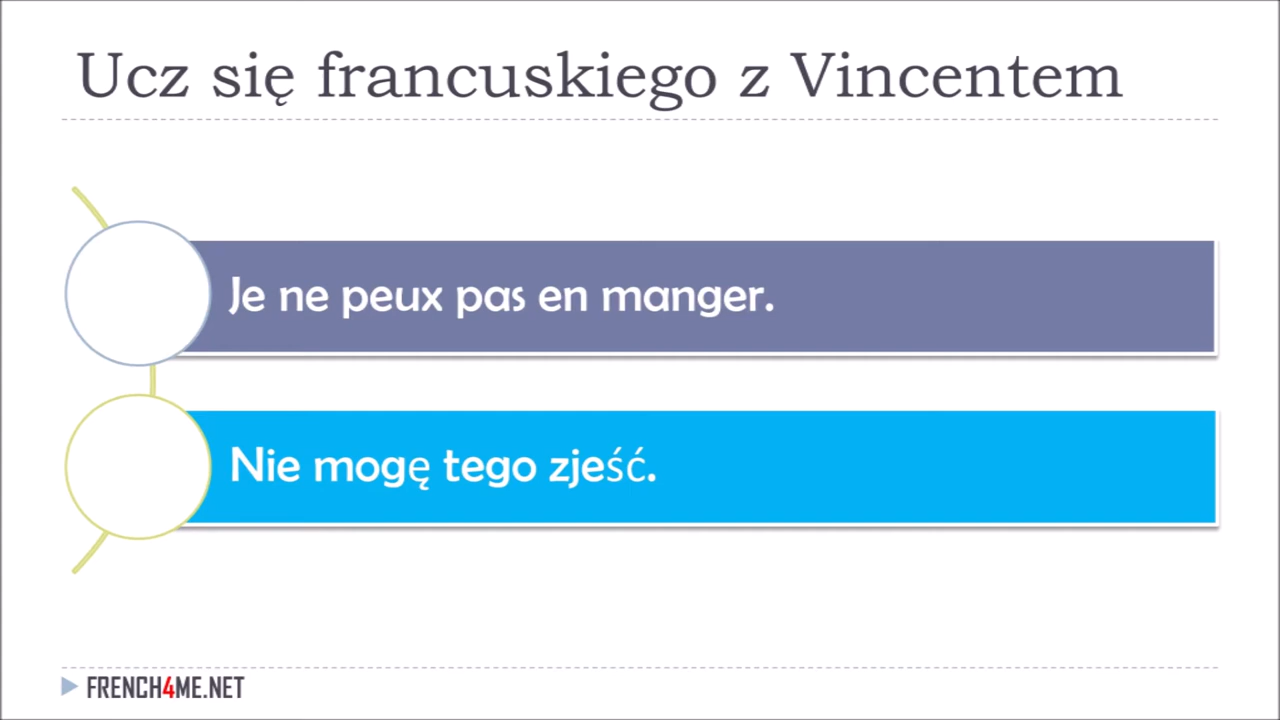 Ucz się francuskiego z Vincentem
Je ne peux pas en manger.
Nie mogę tego zjeść.
FRENCH4ME.NET